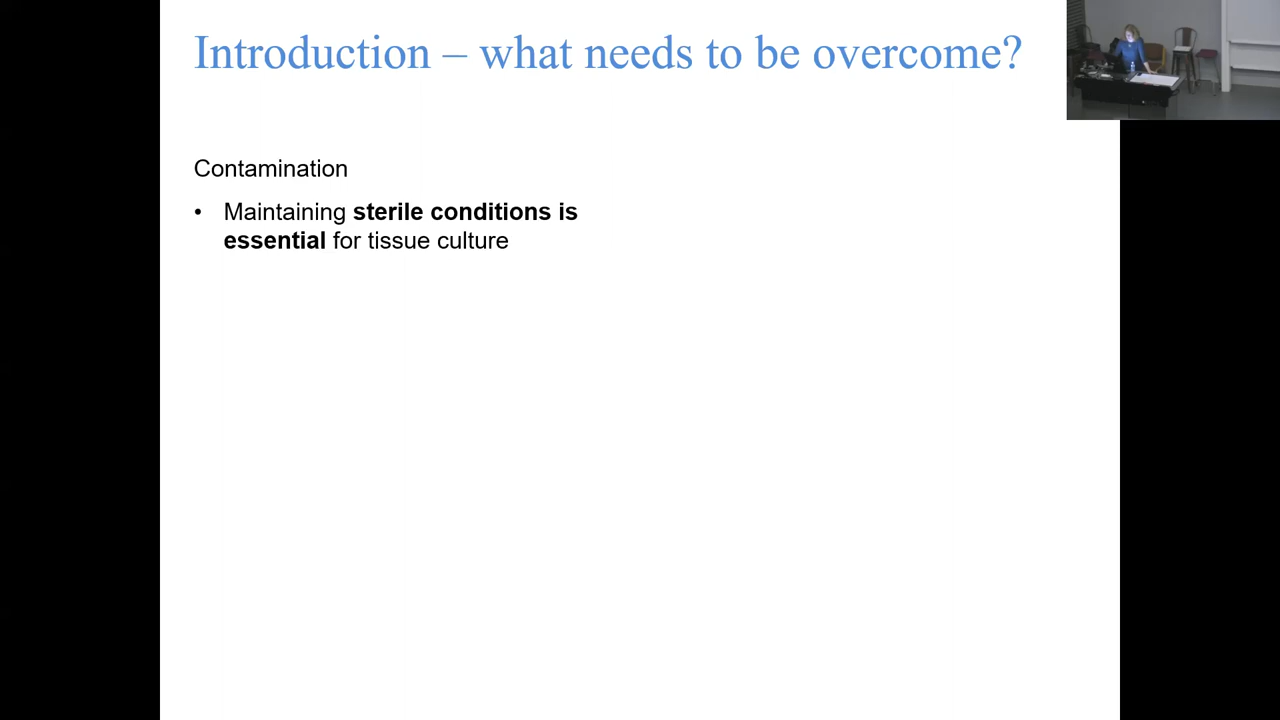 Introduction – what needs to be overcome?
Contamination
• Maintaining sterile conditions is
essential for tissue culture